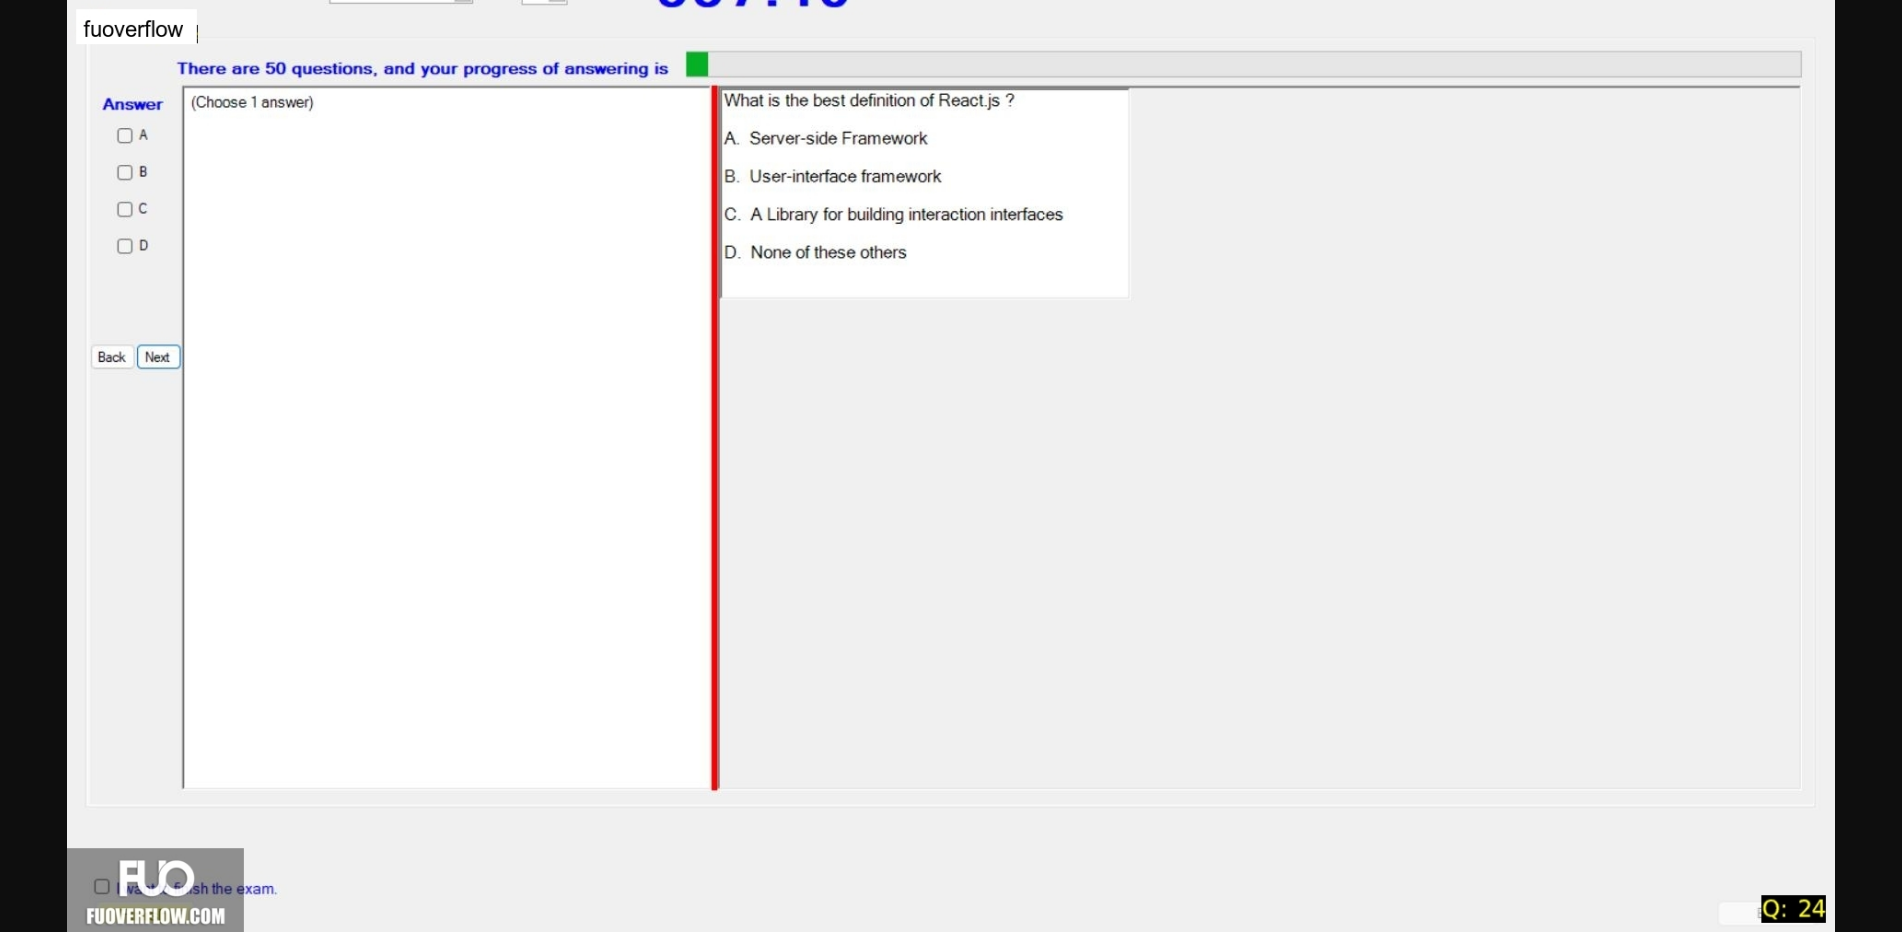 fuoverflow
There are 50 questions, and your progress of answering is
Answer
(Choose 1 answer)
A
B
C
D
Back Next
What is the best definition of React.js ?
A. Server-side Framework
B. User-interface framework
C. A Library for building interaction interfaces
D. None of these others
FUO
sh the exam.
FUOVERFLOW.COM
Q: 24